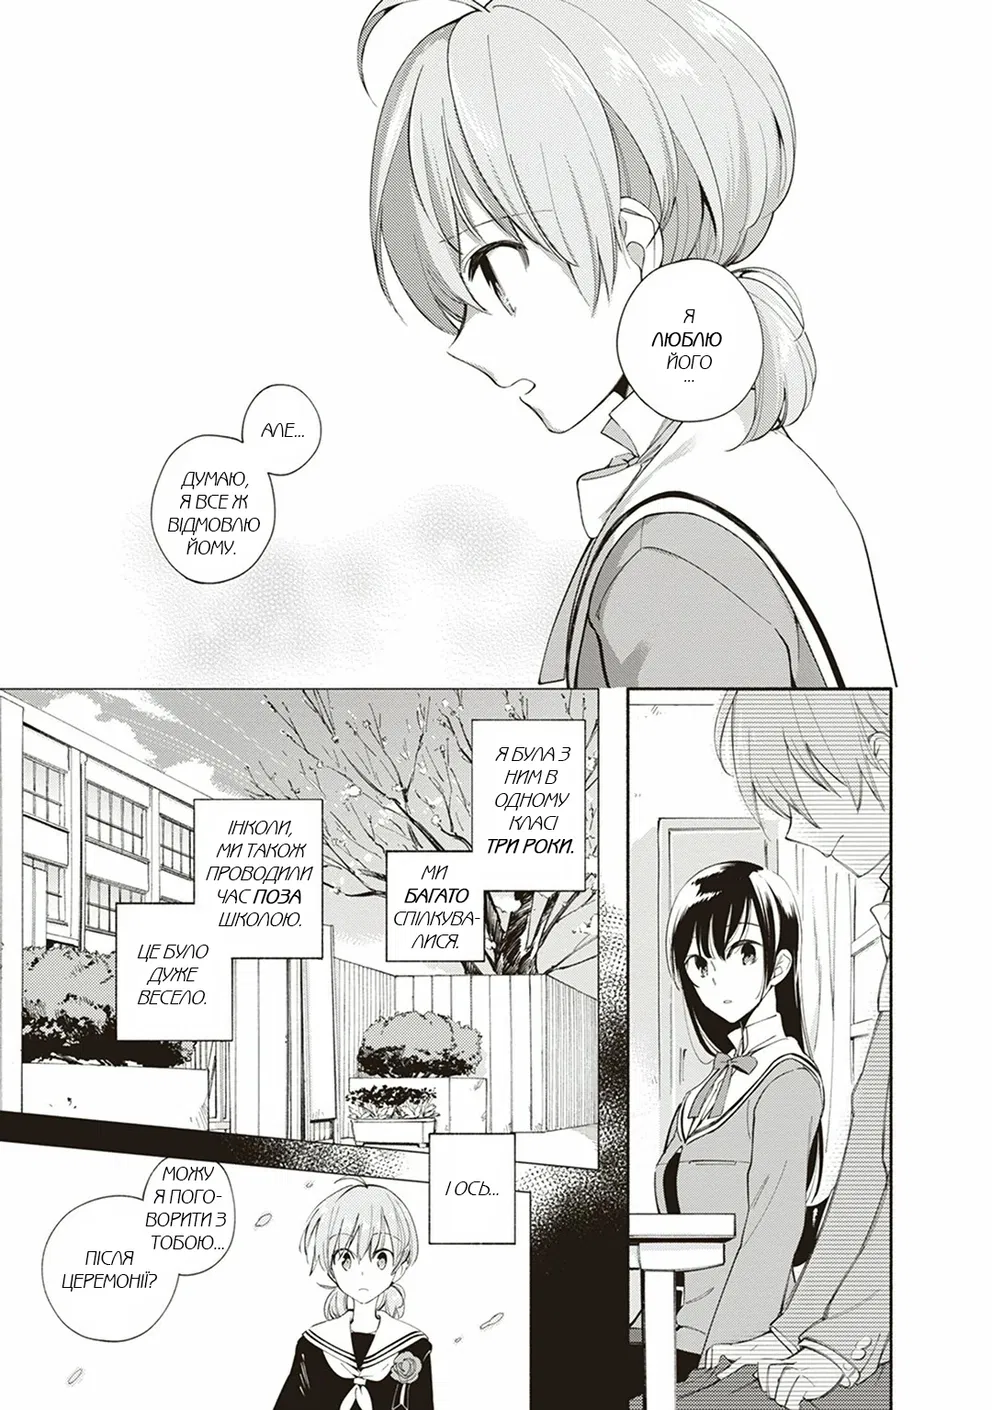 Я
ЛЮБЛЮ
ЙОГО
...
АЛЕ...
ДУМАЮ,
Я ВСЕ Ж
ВІДМОВЛЮ
ЙОМУ.
Я БУЛА З
НИМ В
ОДНОМУ
КЛАСІ
ТРИ РОКИ.
МИ
БАГАТО
СПІЛКУВА-
ЛИСЯ.
ІНКОЛИ,
МИ ТАКОЖ
ПРОВОДИЛИ
ЧАС ПОЗА
ШКОЛОЮ.
ЦЕ БУЛО
ДУЖЕ
ВЕСЕЛО.
І ОСЬ...
МОЖУ
Я ПОГО-
ВОРИТИ З
ТОБОЮ...
ПІСЛЯ
ЦЕРЕМОНІЇ?